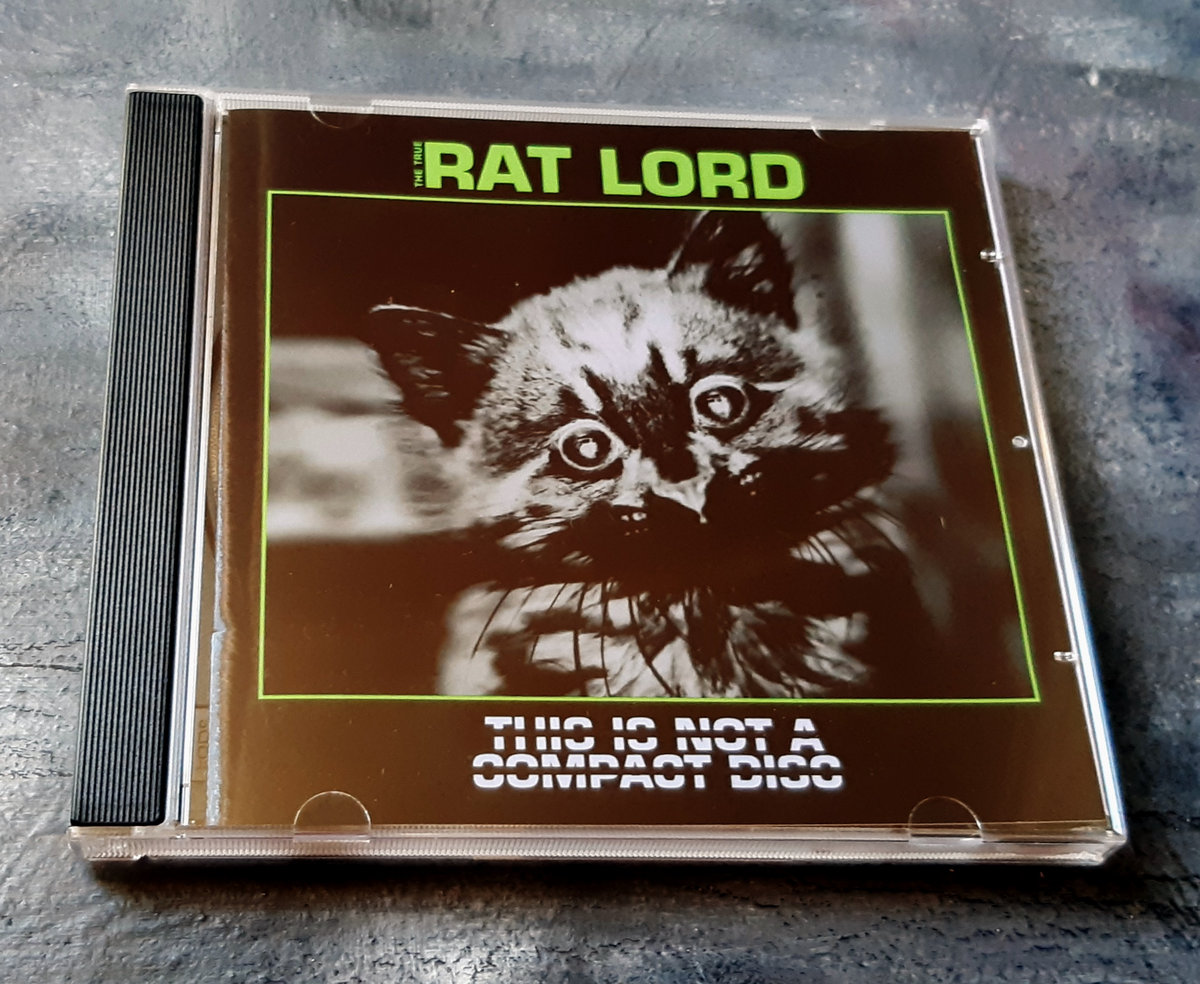 THE TRUE
RAT LORD
THIS IS NOT A
COMPACT DISC